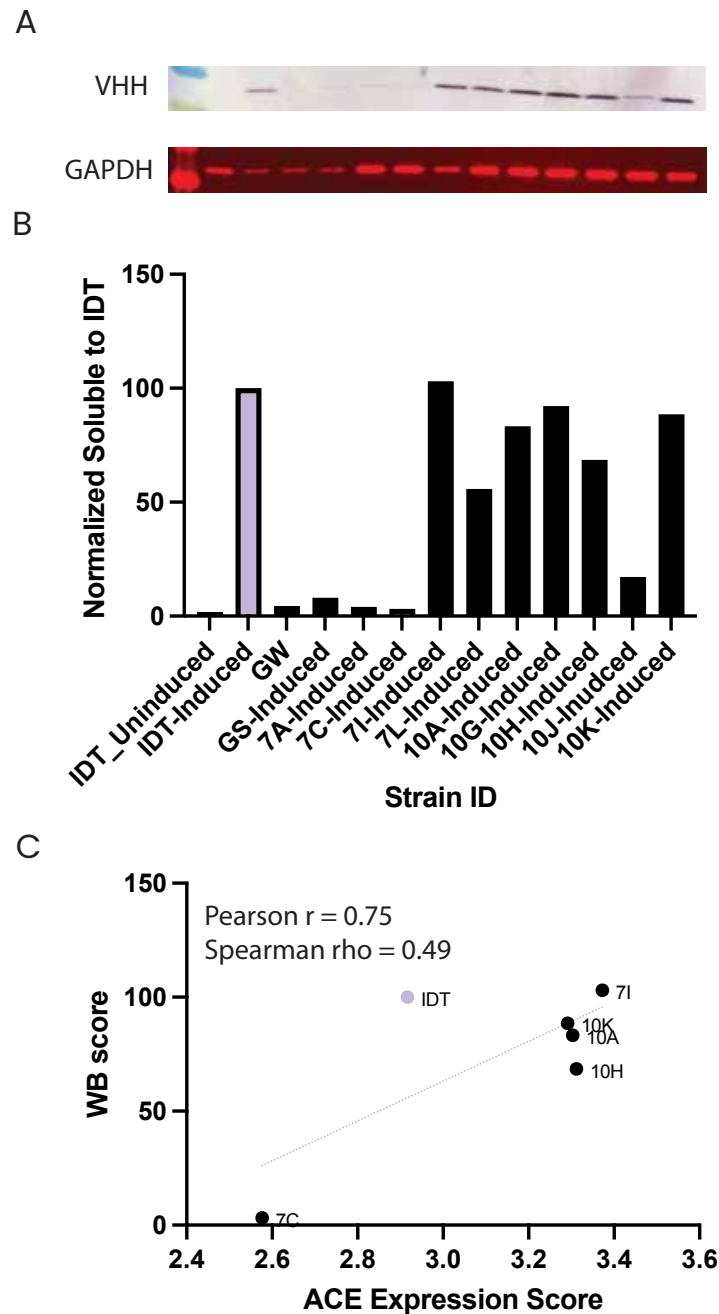 A
VHH
GAPDH
B
Normalized Soluble to IDT
150
100
50
0
IDT_Uninduced
IDT-Induced
GW
GS-Induced
7A-Induced
7C-Induced
7I-Induced
7L-Induced
10A-Induced
10G-Induced
10H-Induced
10J-Inudced
10K-Induced
Strain ID
C
WB score
150
100
50
0
Pearson r = 0.75
Spearman rho = 0.49
IDT
7I
10K
10A
10H
7C
2.4 2.6 2.8 3.0 3.2 3.4 3.6
ACE Expression Score